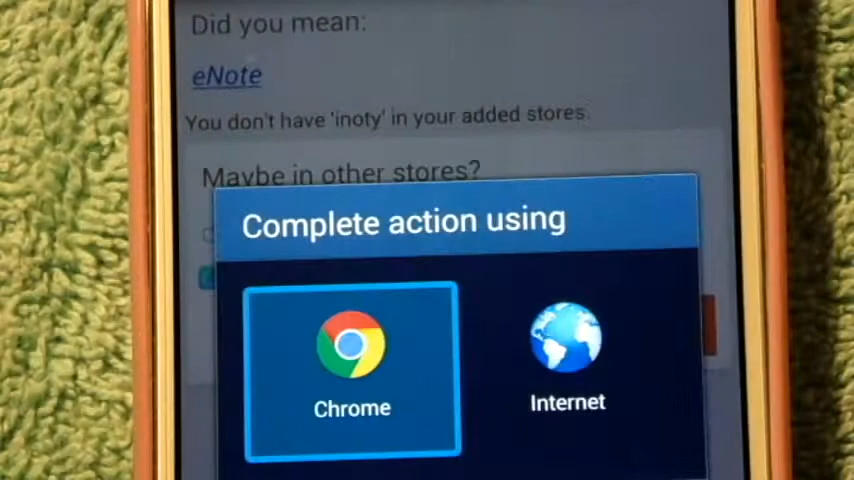 Did you mean:
eNote
You don't have 'inoty' in your added stores.
Maybe in other stores?
Complete action using
Chrome
Internet